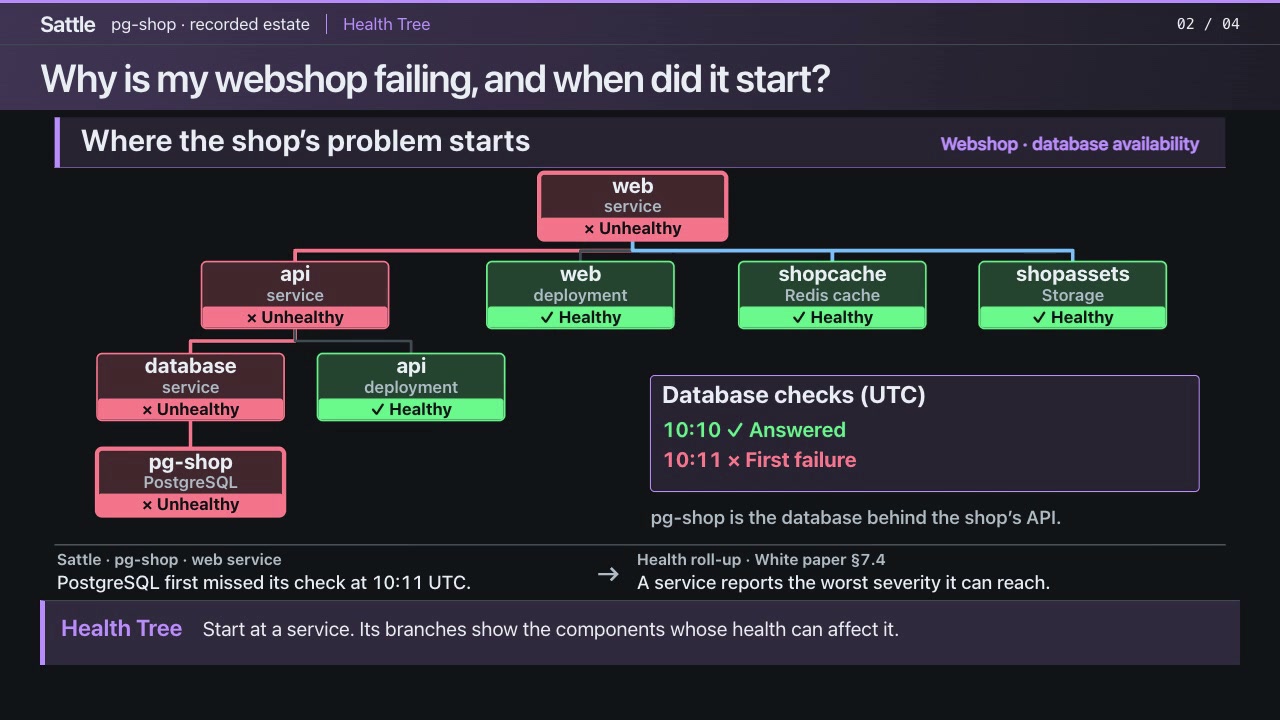 Sattle pg-shop · recorded estate Health Tree 02 / 04
Why is my webshop failing, and when did it start?
Where the shop’s problem starts Webshop · database availability
web
service
× Unhealthy
api
service
× Unhealthy
web
deployment
✓ Healthy
shopcache
Redis cache
✓ Healthy
shopassets
Storage
✓ Healthy
database
service
× Unhealthy
api
deployment
✓ Healthy
pg-shop
PostgreSQL
× Unhealthy
Database checks (UTC)
10:10 ✓ Answered
10:11 × First failure
pg-shop is the database behind the shop’s API.
Sattle · pg-shop · web service
PostgreSQL first missed its check at 10:11 UTC.
→
Health roll-up · White paper §7.4
A service reports the worst severity it can reach.
Health Tree Start at a service. Its branches show the components whose health can affect it.